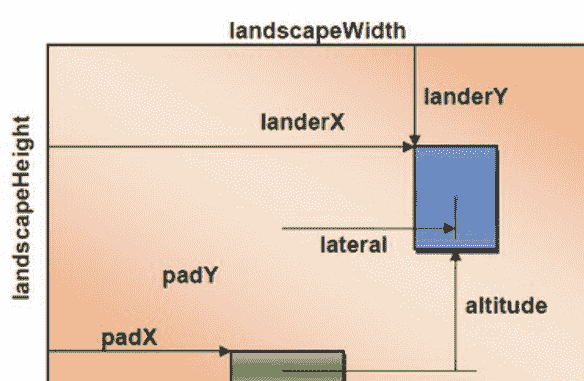 landscapeWidth
landerY
landerX
landscapeHeight
lateral
padY
altitude
padX